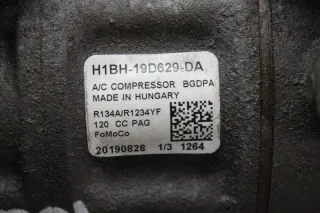 H1BH-19D629-DA
A/C COMPRESSOR BGDPA
MADE IN HUNGARY
R134A/R1234YF
120 CC PAG
FoMoCo
20190828 1/3 1264